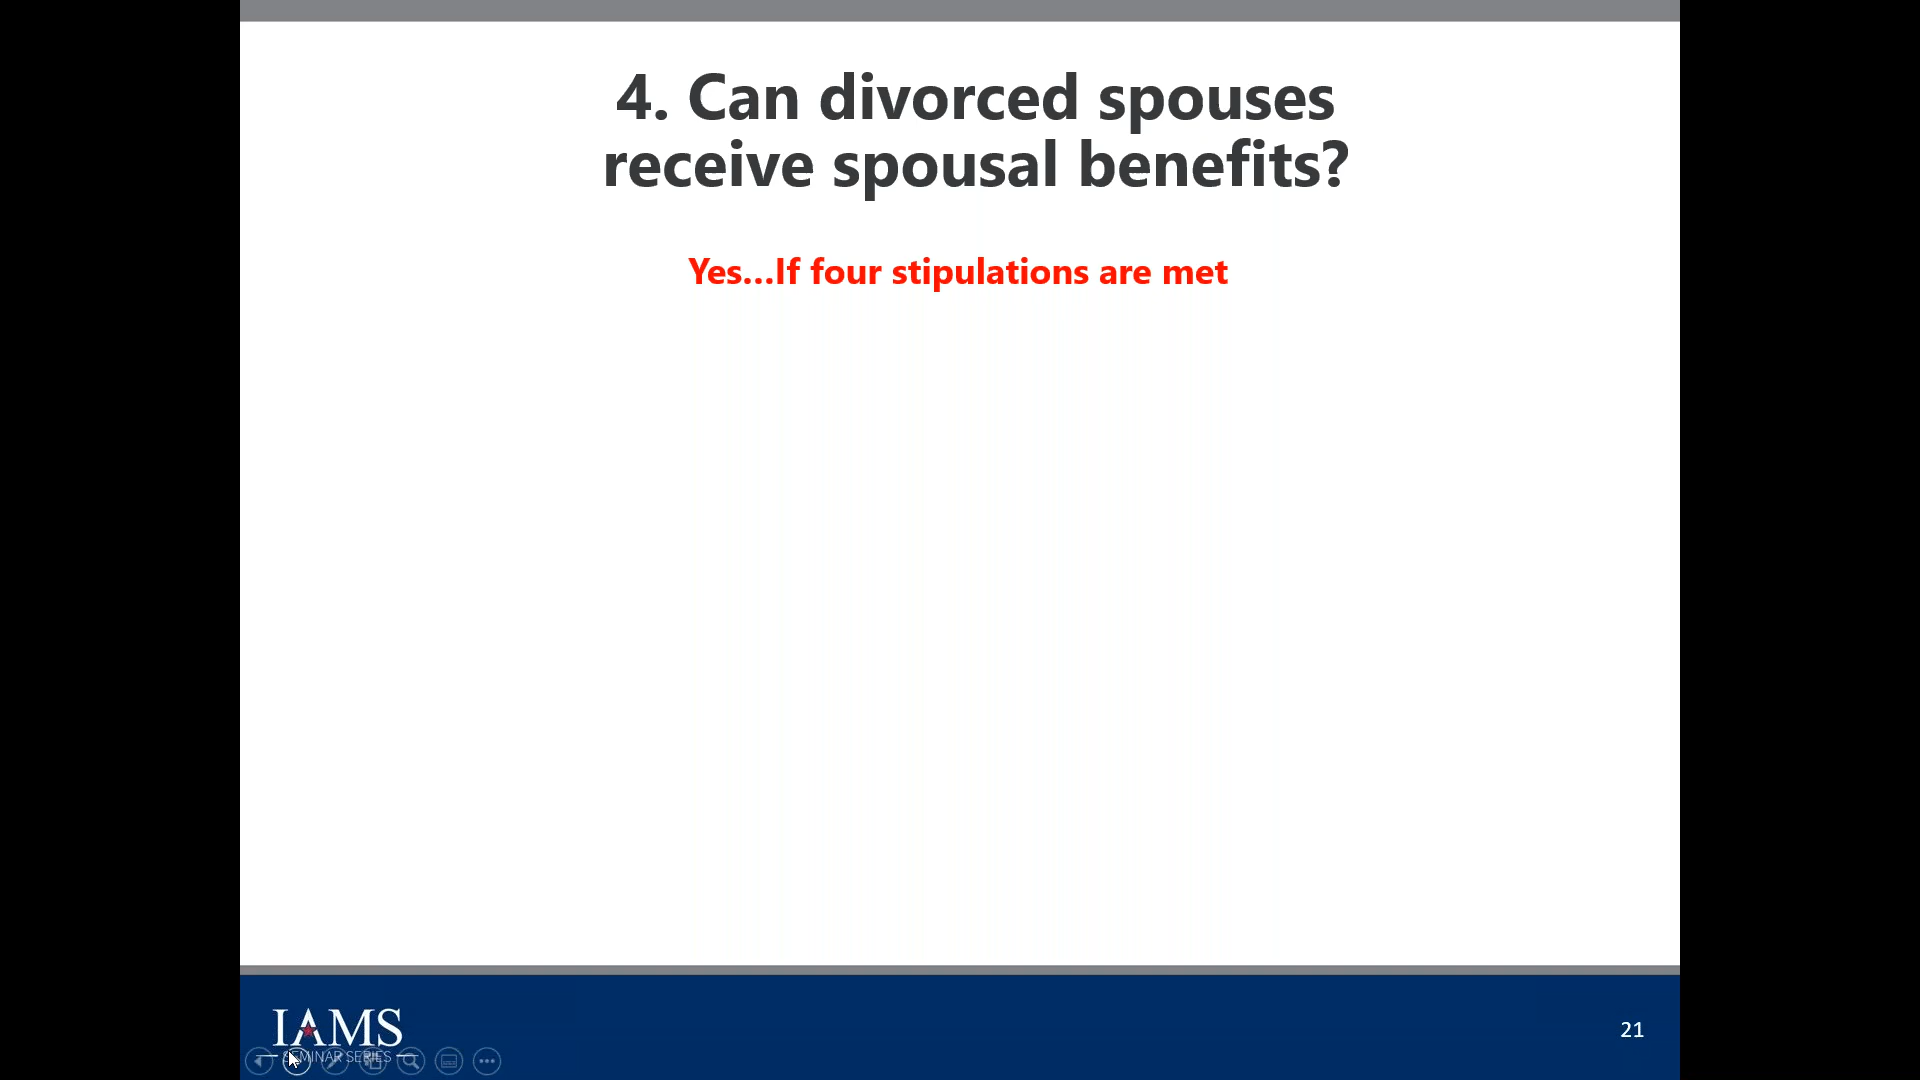 4. Can divorced spouses
receive spousal benefits?
Yes...If four stipulations are met
IAMS
SEMINAR SERIES
21